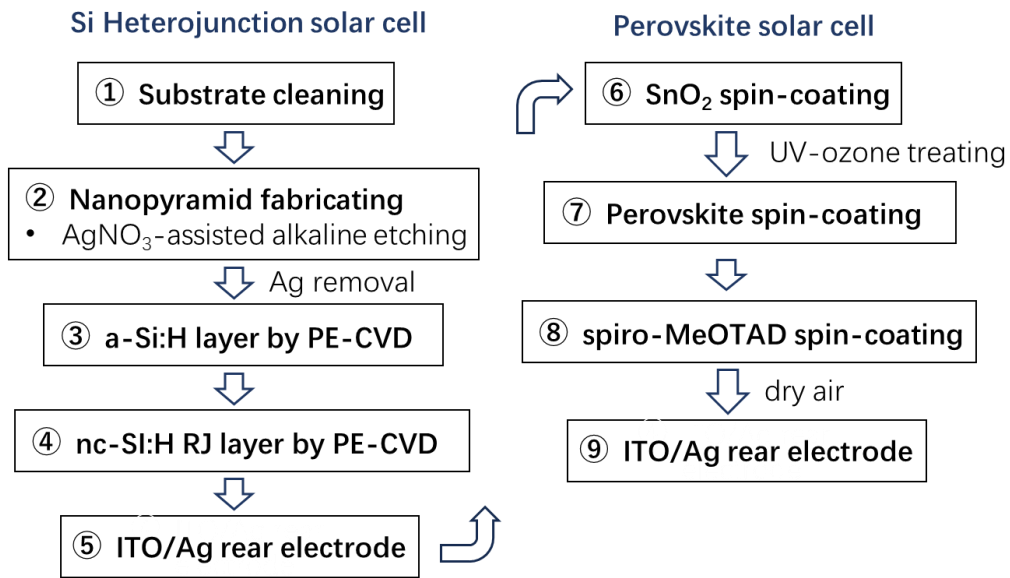 Si Heterojunction solar cell
① Substrate cleaning
② Nanopyramid fabricating
• AgNO₃-assisted alkaline etching
Ag removal
③ a-Si:H layer by PE-CVD
④ nc-SI:H RJ layer by PE-CVD
⑤ ITO/Ag rear electrode
Perovskite solar cell
⑥ SnO₂ spin-coating
UV-ozone treating
⑦ Perovskite spin-coating
⑧ spiro-MeOTAD spin-coating
dry air
⑨ ITO/Ag rear electrode